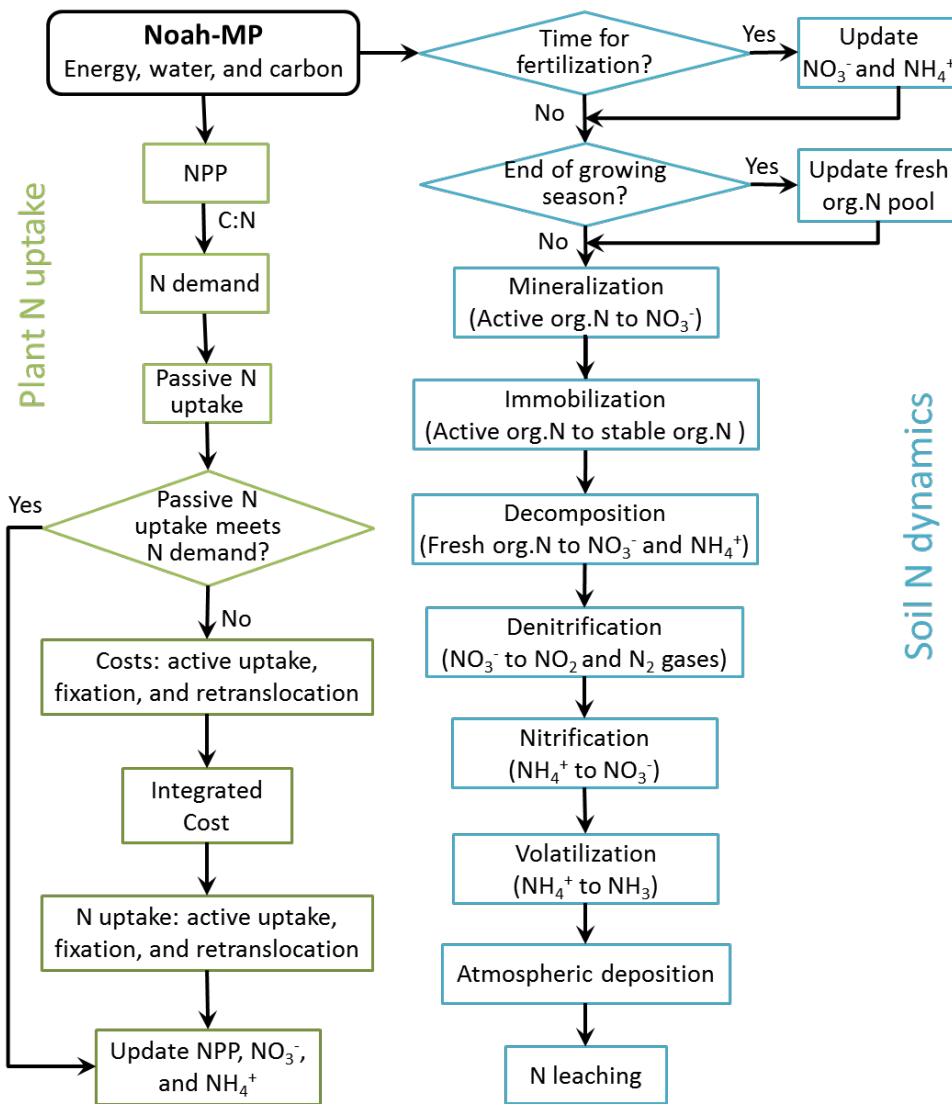 Noah-MP
Energy, water, and carbon
Time for
fertilization?
Yes
Update
NO₃⁻ and NH₄⁺
No
End of growing
season?
Yes
Update fresh
org.N pool
No
Plant N uptake
NPP
C:N
N demand
Passive N
uptake
Passive N
uptake meets
N demand?
Yes
No
Costs: active uptake,
fixation, and retranslocation
Integrated
Cost
N uptake: active uptake,
fixation, and retranslocation
Update NPP, NO₃⁻,
and NH₄⁺
Mineralization
(Active org.N to NO₃⁻)
Immobilization
(Active org.N to stable org.N )
Decomposition
(Fresh org.N to NO₃⁻ and NH₄⁺)
Denitrification
(NO₃⁻ to NO₂ and N₂ gases)
Nitrification
(NH₄⁺ to NO₃⁻)
Volatilization
(NH₄⁺ to NH₃)
Atmospheric deposition
N leaching
Soil N dynamics